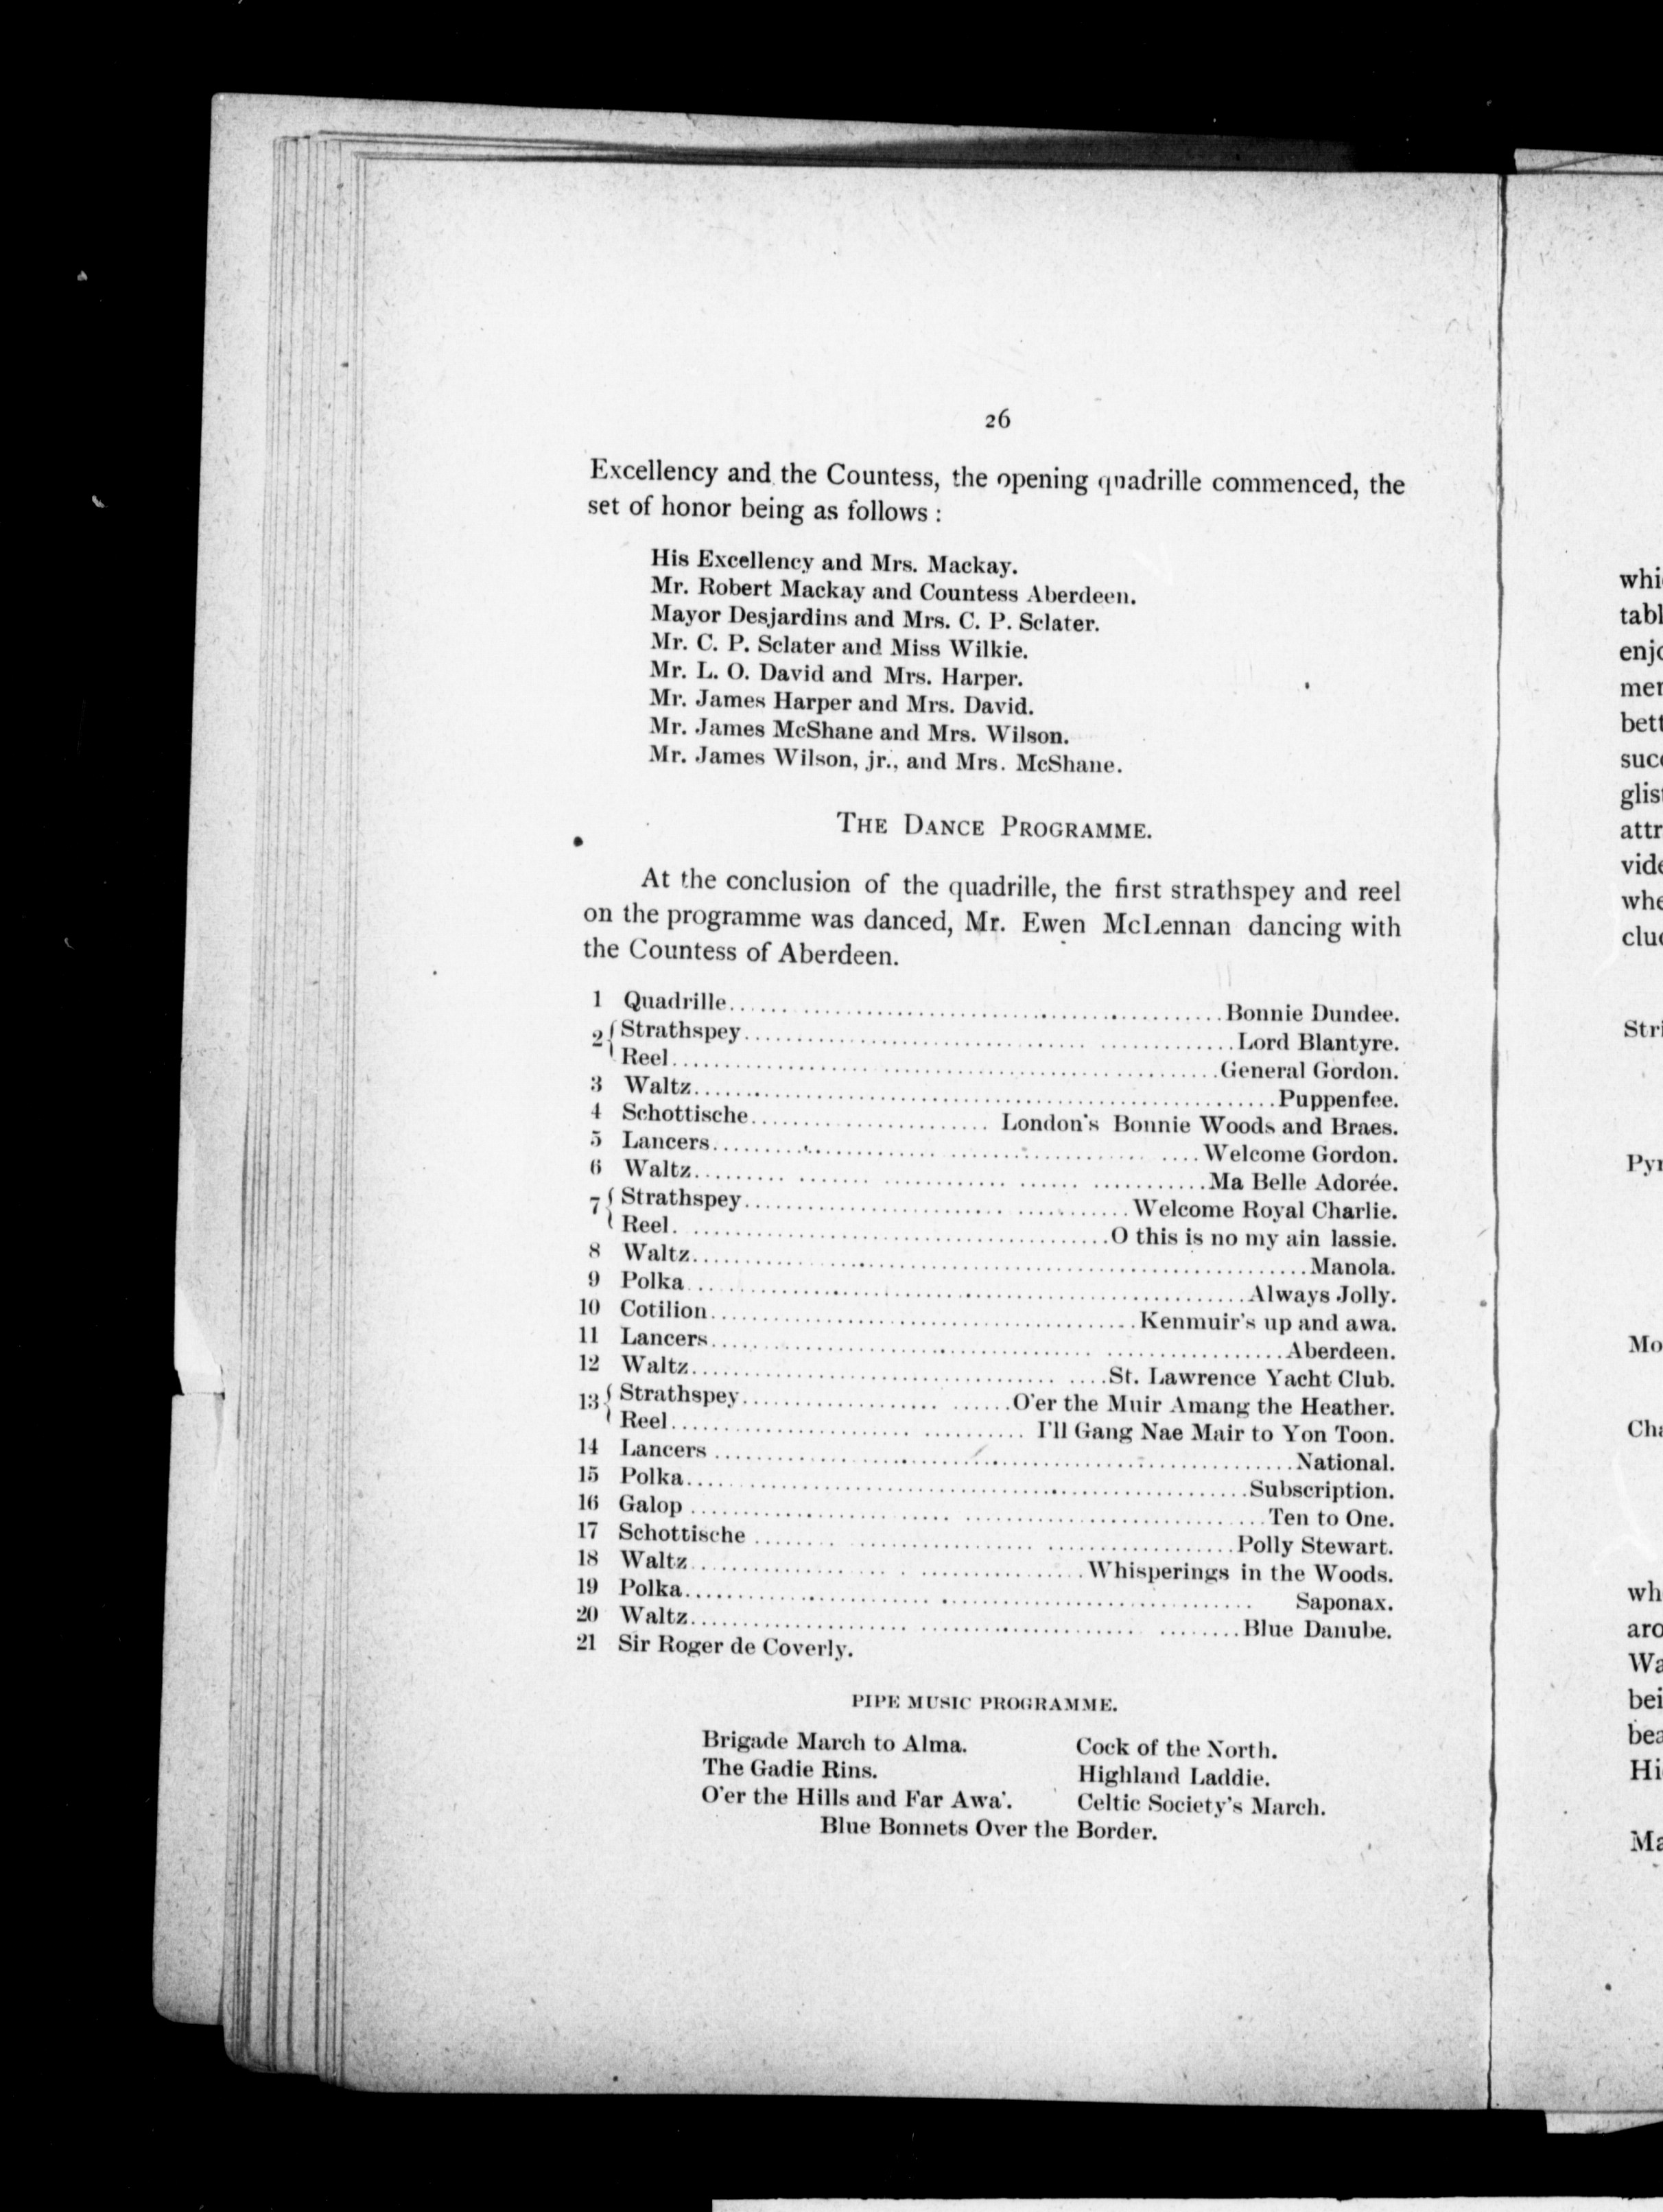 26
Excellency and the Countess, the opening quadrille commenced, the
set of honor being as follows :
His Excellency and Mrs. Mackay.
Mr. Robert Mackay and Countess Aberdeen.
Mayor Desjardins and Mrs. C. P. Sclater.
Mr. C. P. Sclater and Miss Wilkie.
Mr. L. O. David and Mrs. Harper.
Mr. James Harper and Mrs. David.
Mr. James McShane and Mrs. Wilson.
Mr. James Wilson, jr., and Mrs. McShane.
THE DANCE PROGRAMME.
At the conclusion of the quadrille, the first strathspey and reel
on the programme was danced, Mr. Ewen McLennan dancing with
the Countess of Aberdeen.
1 Quadrille.......Bonnie Dundee.
2 { Strathspey.......Lord Blantyre.
Reel.......General Gordon.
3 Waltz.......Puppenfee.
4 Schottische.......London's Bonnie Woods and Braes.
5 Lancers.......Welcome Gordon.
6 Waltz.......Ma Belle Adorée.
7 { Strathspey.......Welcome Royal Charlie.
Reel.......O this is no my ain lassie.
8 Waltz.......Manola.
9 Polka.......Always Jolly.
10 Cotilion.......Kenmuir's up and awa.
11 Lancers.......Aberdeen.
12 Waltz.......St. Lawrence Yacht Club.
13 { Strathspey.......O'er the Muir Amang the Heather.
Reel.......I'll Gang Nae Mair to Yon Toon.
14 Lancers.......National.
15 Polka.......Subscription.
16 Galop.......Ten to One.
17 Schottische.......Polly Stewart.
18 Waltz.......Whisperings in the Woods.
19 Polka.......Saponax.
20 Waltz.......Blue Danube.
21 Sir Roger de Coverly.
PIPE MUSIC PROGRAMME.
Brigade March to Alma. Cock of the North.
The Gadie Rins. Highland Laddie.
O'er the Hills and Far Awa'. Celtic Society's March.
Blue Bonnets Over the Border.